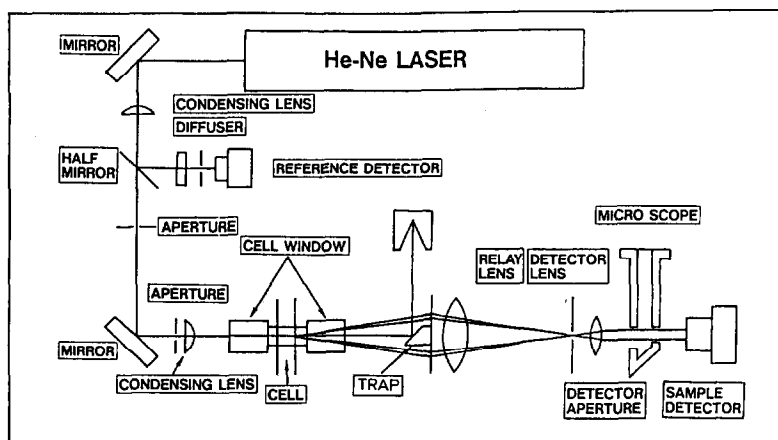 MIRROR
He-Ne LASER
CONDENSING LENS
DIFFUSER
HALF
MIRROR
REFERENCE DETECTOR
APERTURE
CELL WINDOW
MICRO SCOPE
RELAY
LENS
DETECTOR
LENS
APERTURE
MIRROR
CONDENSING LENS
CELL
TRAP
DETECTOR
APERTURE
SAMPLE
DETECTOR